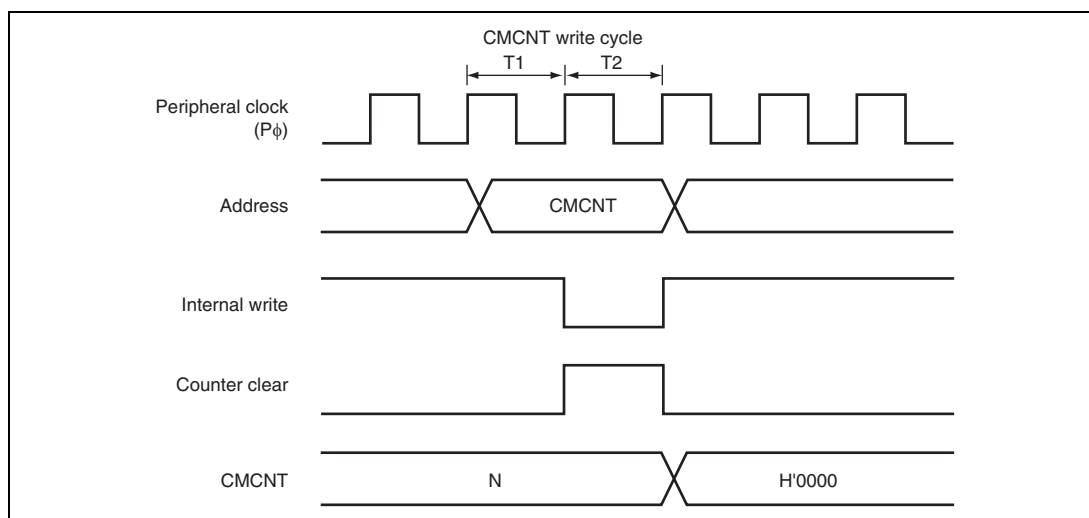 CMCNT write cycle
T1 T2
Peripheral clock
(Pϕ)
Address CMCNT
Internal write
Counter clear
CMCNT N H'0000